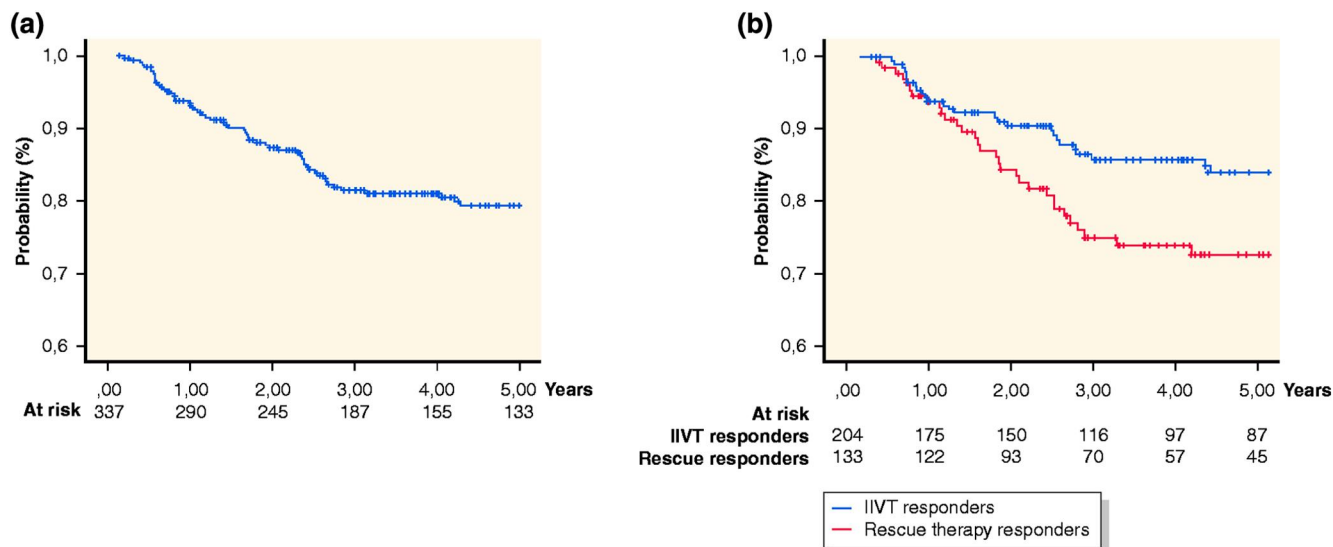 (a)
Probability (%)
1,0
0,9
0,8
0,7
0,6
,00 1,00 2,00 3,00 4,00 5,00 Years
At risk
337 290 245 187 155 133
(b)
Probability (%)
1,0
0,9
0,8
0,7
0,6
,00 1,00 2,00 3,00 4,00 5,00 Years
At risk
IIVT responders 204 175 150 116 97 87
Rescue responders 133 122 93 70 57 45
IIVT responders
Rescue therapy responders